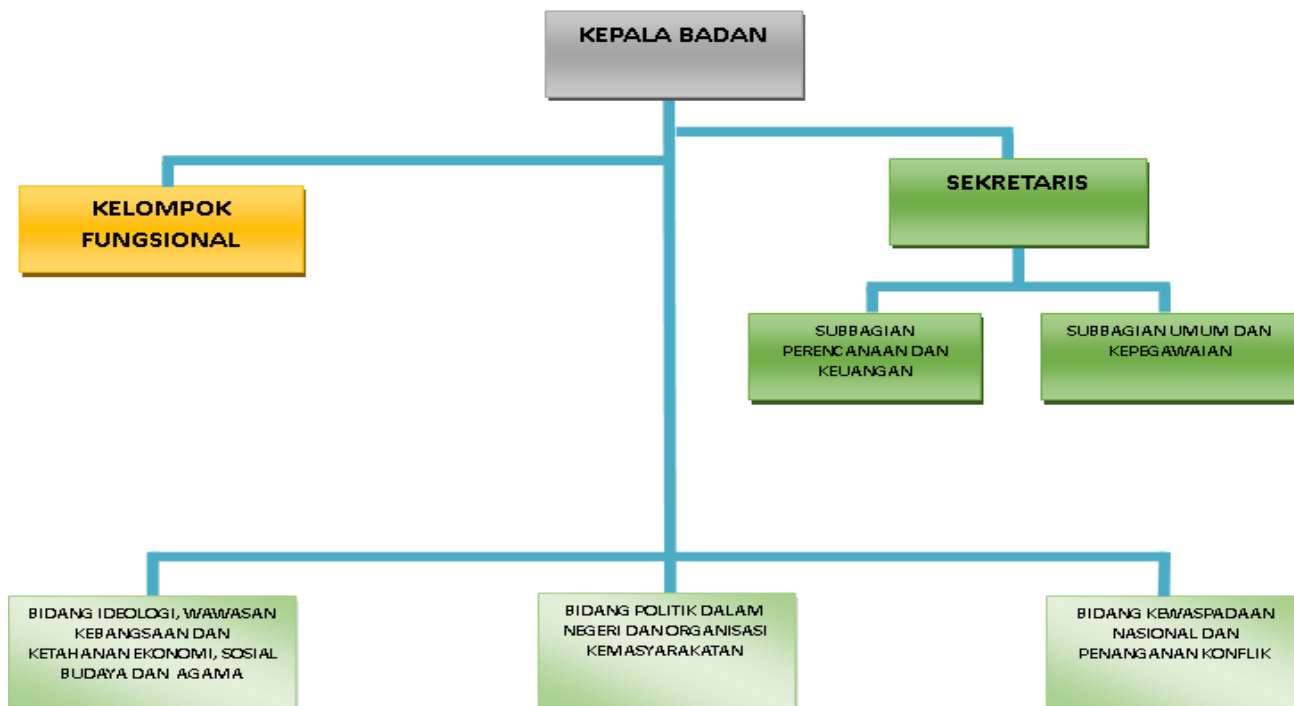 KEPALA BADAN
KELOMPOK
FUNGSIONAL
SEKRETARIS
SUBBAGIAN
PERENCANAAN DAN
KEUANGAN
SUBBAGIAN UMUM DAN
KEPEGAWAIAN
BIDANG IDEOLOGI, WAWASAN
KEBANGSAAN DAN
KETAHANAN EKONOMI, SOSIAL
BUDAYA DAN AGAMA
BIDANG POLITIK DALAM
NEGERI DAN ORGANISASI
KEMASYARAKATAN
BIDANG KEWASPADAAN
NASIONAL DAN
PENANGANAN KONFLIK